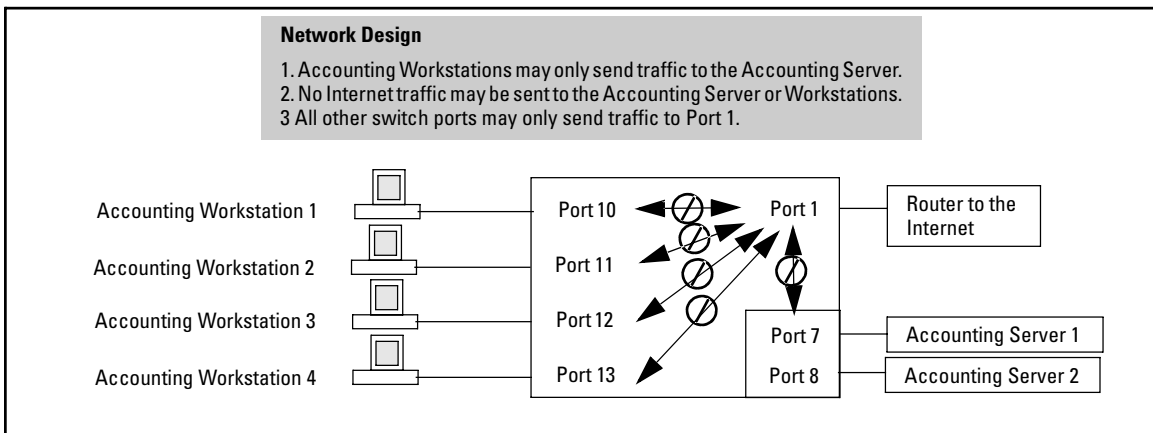 Network Design
1. Accounting Workstations may only send traffic to the Accounting Server.
2. No Internet traffic may be sent to the Accounting Server or Workstations.
3 All other switch ports may only send traffic to Port 1.
Accounting Workstation 1
Port 10
Port 1
Router to the
Internet
Accounting Workstation 2
Port 11
Accounting Workstation 3
Port 12
Port 7
Accounting Server 1
Accounting Workstation 4
Port 13
Port 8
Accounting Server 2